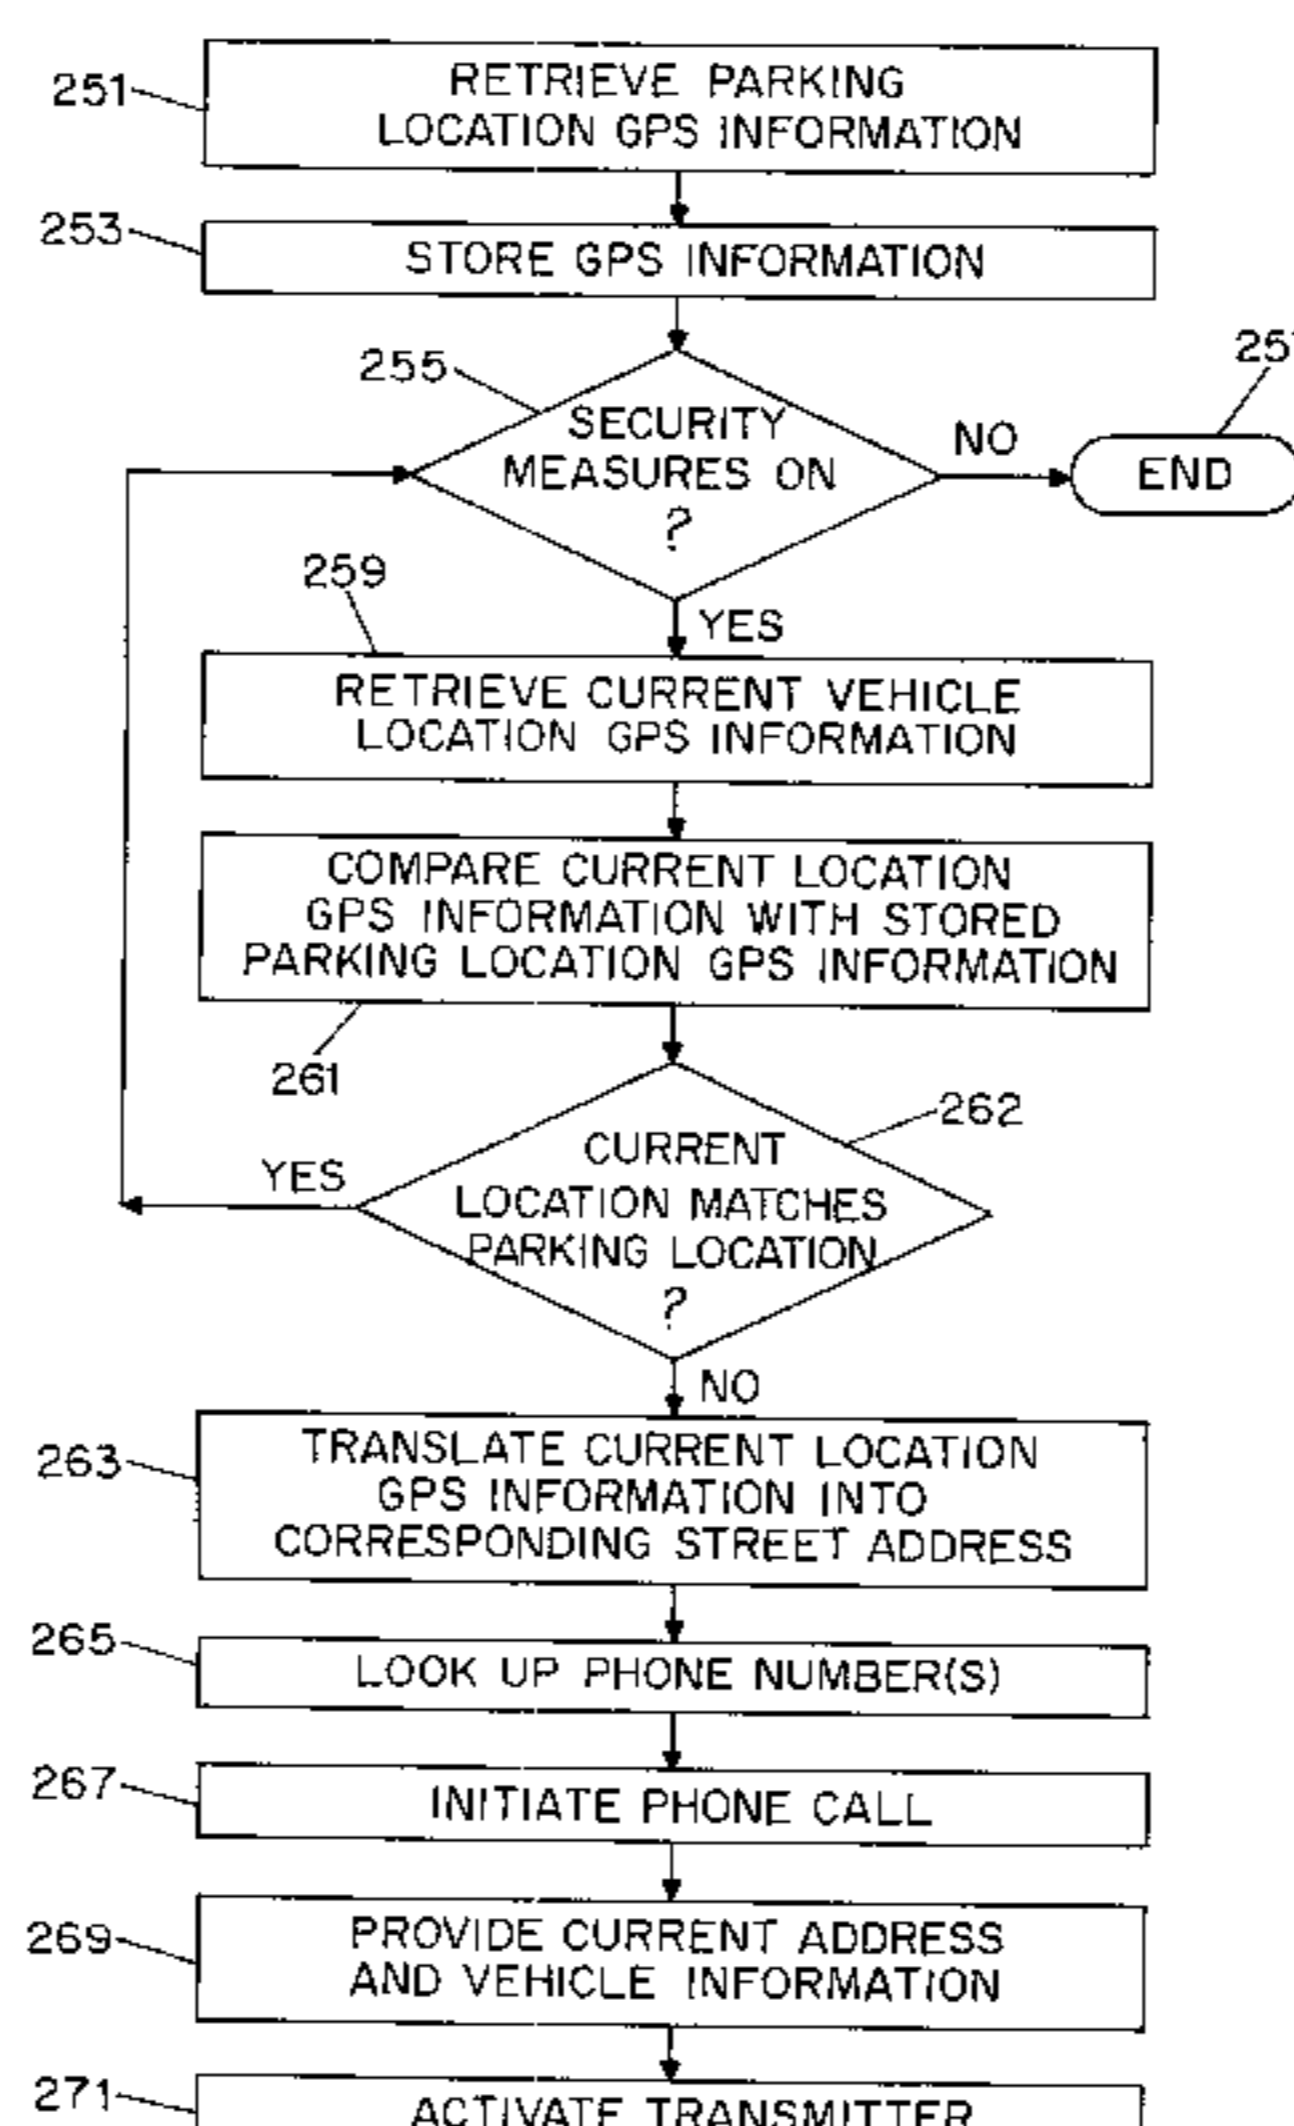 251
RETRIEVE PARKING
LOCATION GPS INFORMATION
253
STORE GPS INFORMATION
255
SECURITY
MEASURES ON
?
NO
END
YES
259
RETRIEVE CURRENT VEHICLE
LOCATION GPS INFORMATION
COMPARE CURRENT LOCATION
GPS INFORMATION WITH STORED
PARKING LOCATION GPS INFORMATION
261
262
CURRENT
LOCATION MATCHES
PARKING LOCATION
?
YES
NO
263
TRANSLATE CURRENT LOCATION
GPS INFORMATION INTO
CORRESPONDING STREET ADDRESS
265
LOOK UP PHONE NUMBER(S)
267
INITIATE PHONE CALL
269
PROVIDE CURRENT ADDRESS
AND VEHICLE INFORMATION
271
ACTIVATE TRANSMITTER